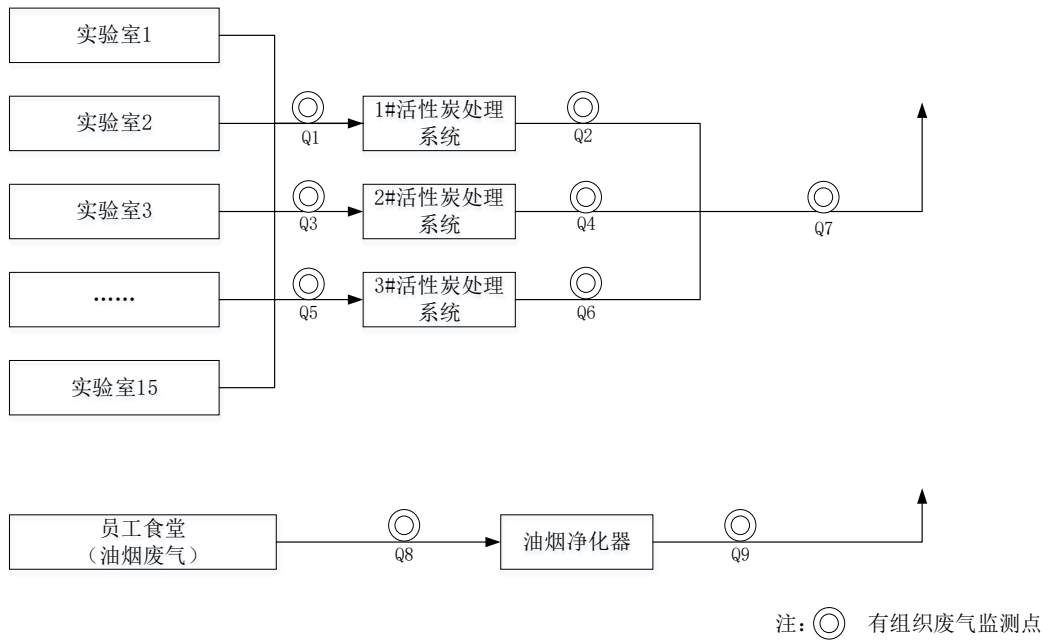 实验室1
实验室2
Q1
1#活性炭处理
系统
Q2
实验室3
Q3
2#活性炭处理
系统
Q4
Q7
……
Q5
3#活性炭处理
系统
Q6
实验室15
员工食堂
（油烟废气）
Q8
油烟净化器
Q9
注： 有组织废气监测点